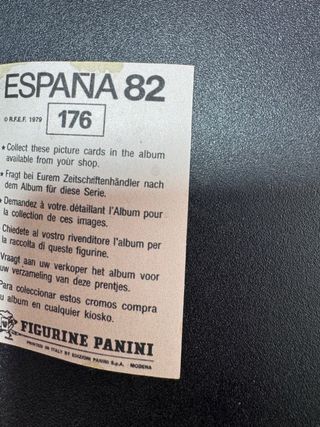 ESPAÑA 82
© R.F.E.F. 1979 176
★ Collect these picture cards in the album
available from your shop.
★ Fragt bei Eurem Zeitschriftenhändler nach
dem Album für diese Serie.
Demandez à votre détaillant l'Album pour
la collection de ces images.
Chiedete al vostro rivenditore l'album per
la raccolta di queste figurine.
Vraagt aan uw verkoper het album voor
uw verzameling van deze prentjes.
Para coleccionar estos cromos compra
u album en cualquier kiosko.
FIGURINE PANINI
PRINTED IN ITALY BY EDIZIONI PANINI S.p.A. MODENA